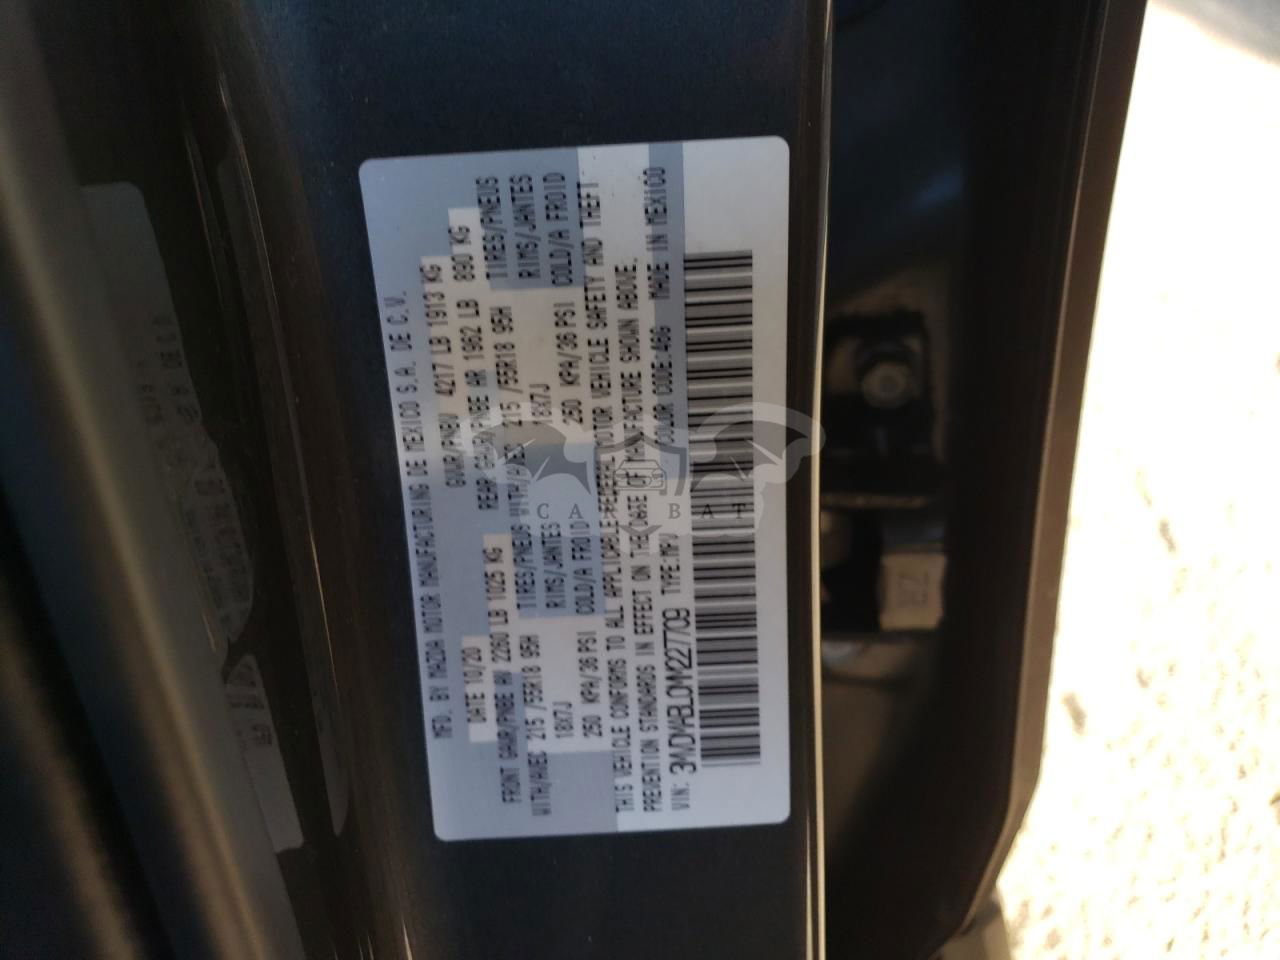 MFD. BY MAZDA MOTOR MANUFACTURING DE MEXICO S.A. DE C.V.
DATE 10/20 GVWR/PNBV 4217 LB 1913 KG
FRONT GAWR/PNBE AV 2260 LB 1025 KG REAR GAWR/PNBE AR 1962 LB 890 KG
WITH/AVEC 215 /55R18 95H TIRES/PNEUS WITH/AVEC 215 /55R18 95H TIRES/PNEUS
18x7J RIMS/JANTES 18x7J RIMS/JANTES
250 KPA/36 PSI COLD/A FROID 250 KPA/36 PSI COLD/A FROID
THIS VEHICLE CONFORMS TO ALL APPLICABLE FEDERAL MOTOR VEHICLE SAFETY AND THEFT
PREVENTION STANDARDS IN EFFECT ON THE DATE OF MANUFACTURE SHOWN ABOVE.
VIN: 3MVDMABL0MM227709 TYPE:MPV COLOR CODE:46G MADE IN MEXICO
CAR BAT